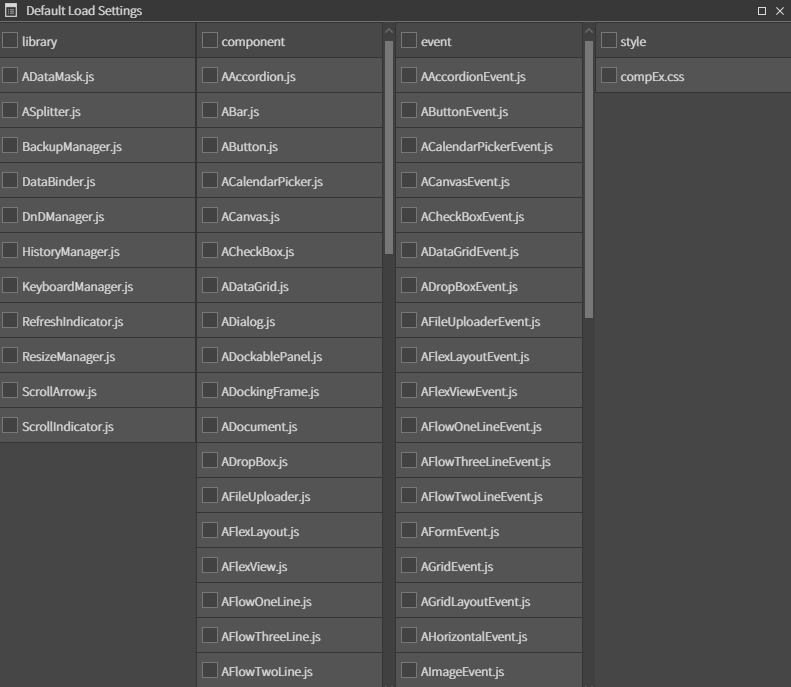 Default Load Settings
library
ADataMask.js
ASplitter.js
BackupManager.js
DataBinder.js
DnDManager.js
HistoryManager.js
KeyboardManager.js
RefreshIndicator.js
ResizeManager.js
ScrollArrow.js
ScrollIndicator.js
component
AAccordion.js
ABar.js
AButton.js
ACalendarPicker.js
ACanvas.js
ACheckBox.js
ADataGrid.js
ADialog.js
ADockablePanel.js
ADockingFrame.js
ADocument.js
ADropBox.js
AFileUploader.js
AFlexLayout.js
AFlexView.js
AFlowOneLine.js
AFlowThreeLine.js
AFlowTwoLine.js
event
AAccordionEvent.js
AButtonEvent.js
ACalendarPickerEvent.js
ACanvasEvent.js
ACheckBoxEvent.js
ADataGridEvent.js
ADropBoxEvent.js
AFileUploaderEvent.js
AFlexLayoutEvent.js
AFlexViewEvent.js
AFlowOneLineEvent.js
AFlowThreeLineEvent.js
AFlowTwoLineEvent.js
AFormEvent.js
AGridEvent.js
AGridLayoutEvent.js
AHorizontalEvent.js
AImageEvent.js
style
compEx.css